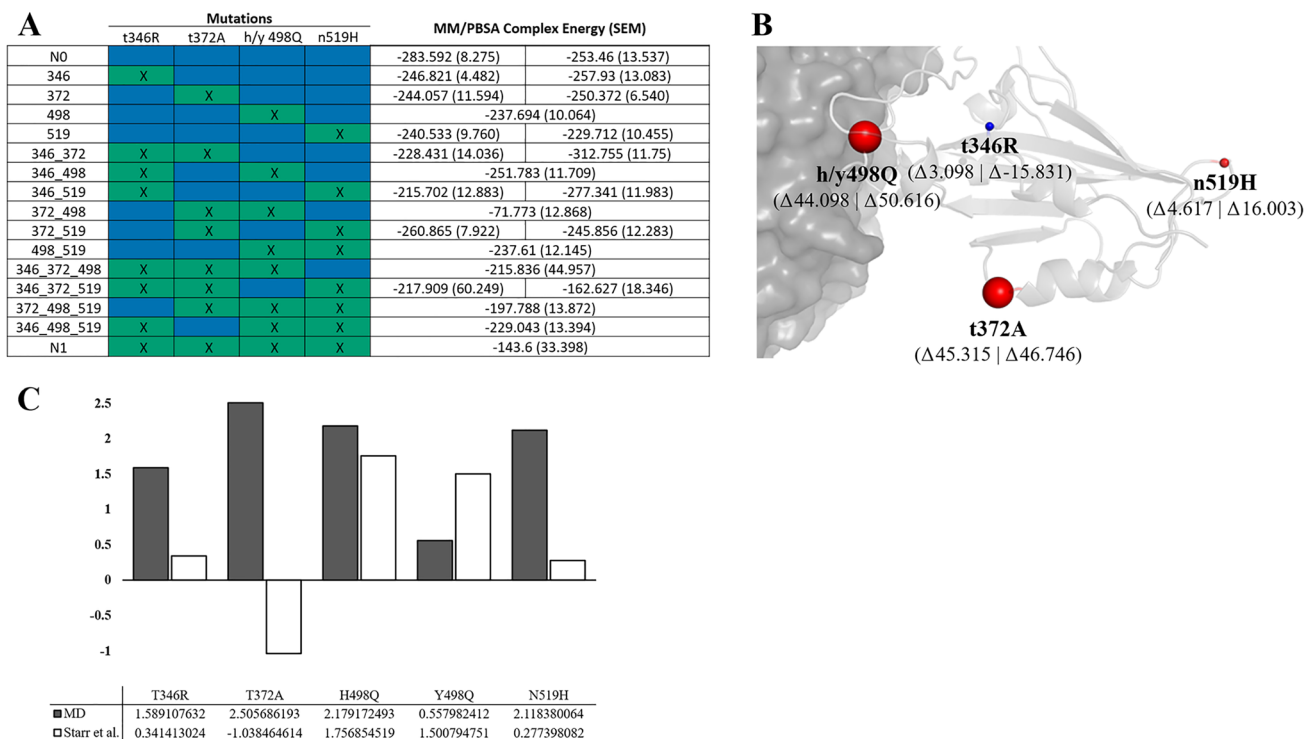 A
Mutations
MM/PBSA Complex Energy (SEM)
t346R t372A h/y 498Q n519H
N0 -283.592 (8.275) -253.46 (13.537)
346 X -246.821 (4.482) -257.93 (13.083)
372 X -244.057 (11.594) -250.372 (6.540)
498 X -237.694 (10.064)
519 X -240.533 (9.760) -229.712 (10.455)
346_372 X X -228.431 (14.036) -312.755 (11.75)
346_498 X X -251.783 (11.709)
346_519 X X -215.702 (12.883) -277.341 (11.983)
372_498 X X -71.773 (12.868)
372_519 X X -260.865 (7.922) -245.856 (12.283)
498_519 X X -237.61 (12.145)
346_372_498 X X X -215.836 (44.957)
346_372_519 X X X -217.909 (60.249) -162.627 (18.346)
372_498_519 X X X -197.788 (13.872)
346_498_519 X X X -229.043 (13.394)
N1 X X X X -143.6 (33.398)
B
t346R
(Δ3.098 | Δ-15.831)
h/y498Q
(Δ44.098 | Δ50.616)
n519H
(Δ4.617 | Δ16.003)
t372A
(Δ45.315 | Δ46.746)
C
2.5
2
1.5
1
0.5
0
-0.5
-1
T346R T372A H498Q Y498Q N519H
MD 1.589107632 2.505686193 2.179172493 0.557982412 2.118380064
Starr et al. 0.341413024 -1.038464614 1.756854519 1.500794751 0.277398082